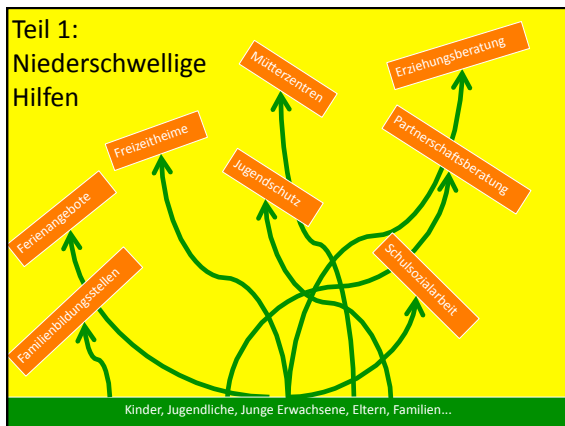 Teil 1:
Niederschwellige
Hilfen
Mütterzentren
Erziehungsberatung
Freizeitheime
Jugendschutz
Partnerschaftsberatung
Ferienangebote
Familienbildungsstellen
Schulsozialarbeit
Kinder, Jugendliche, Junge Erwachsene, Eltern, Familien...